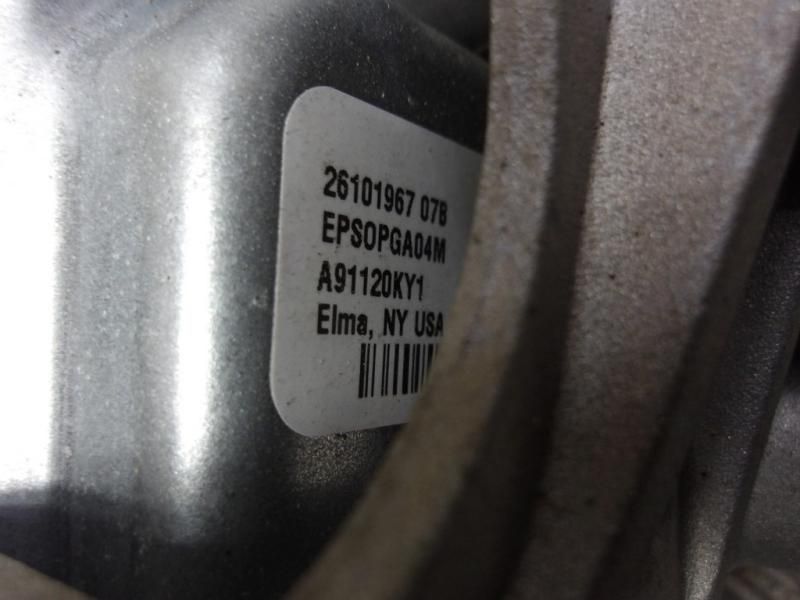 26101967 07B
EPSOPGA04M
A91120KY1
Elma, NY USA